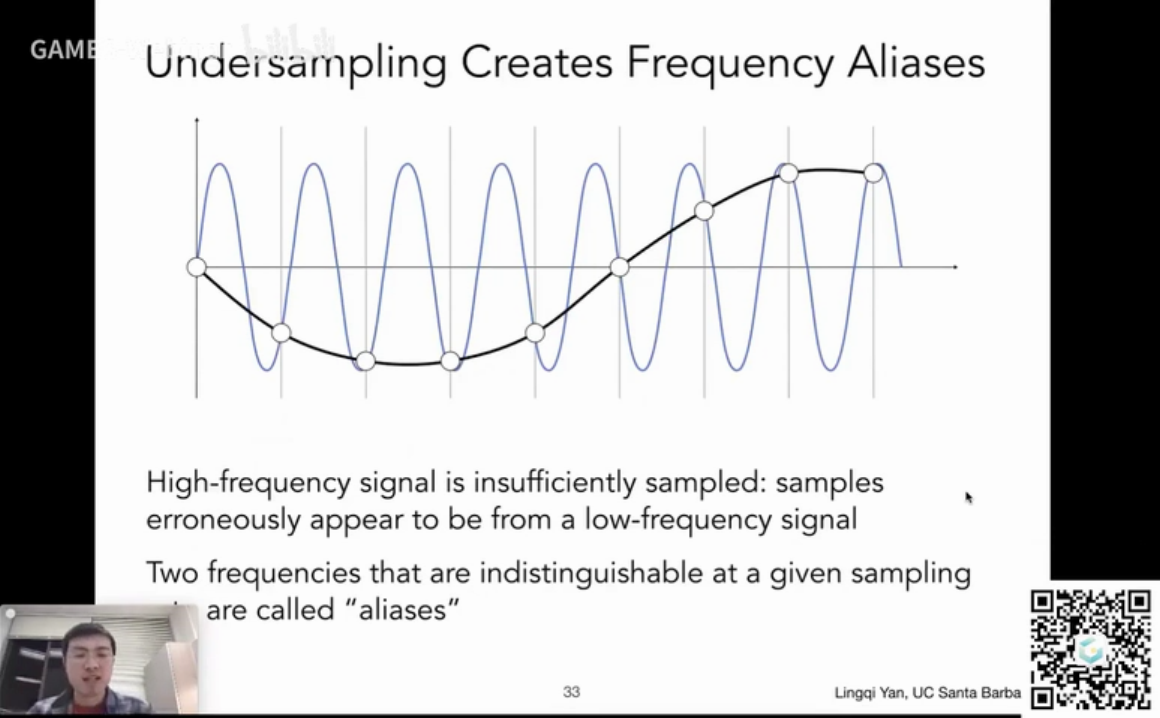 GAME
bilibili
Undersampling Creates Frequency Aliases
High-frequency signal is insufficiently sampled: samples
erroneously appear to be from a low-frequency signal
Two frequencies that are indistinguishable at a given sampling
are called “aliases”
33
Lingqi Yan, UC Santa Barba